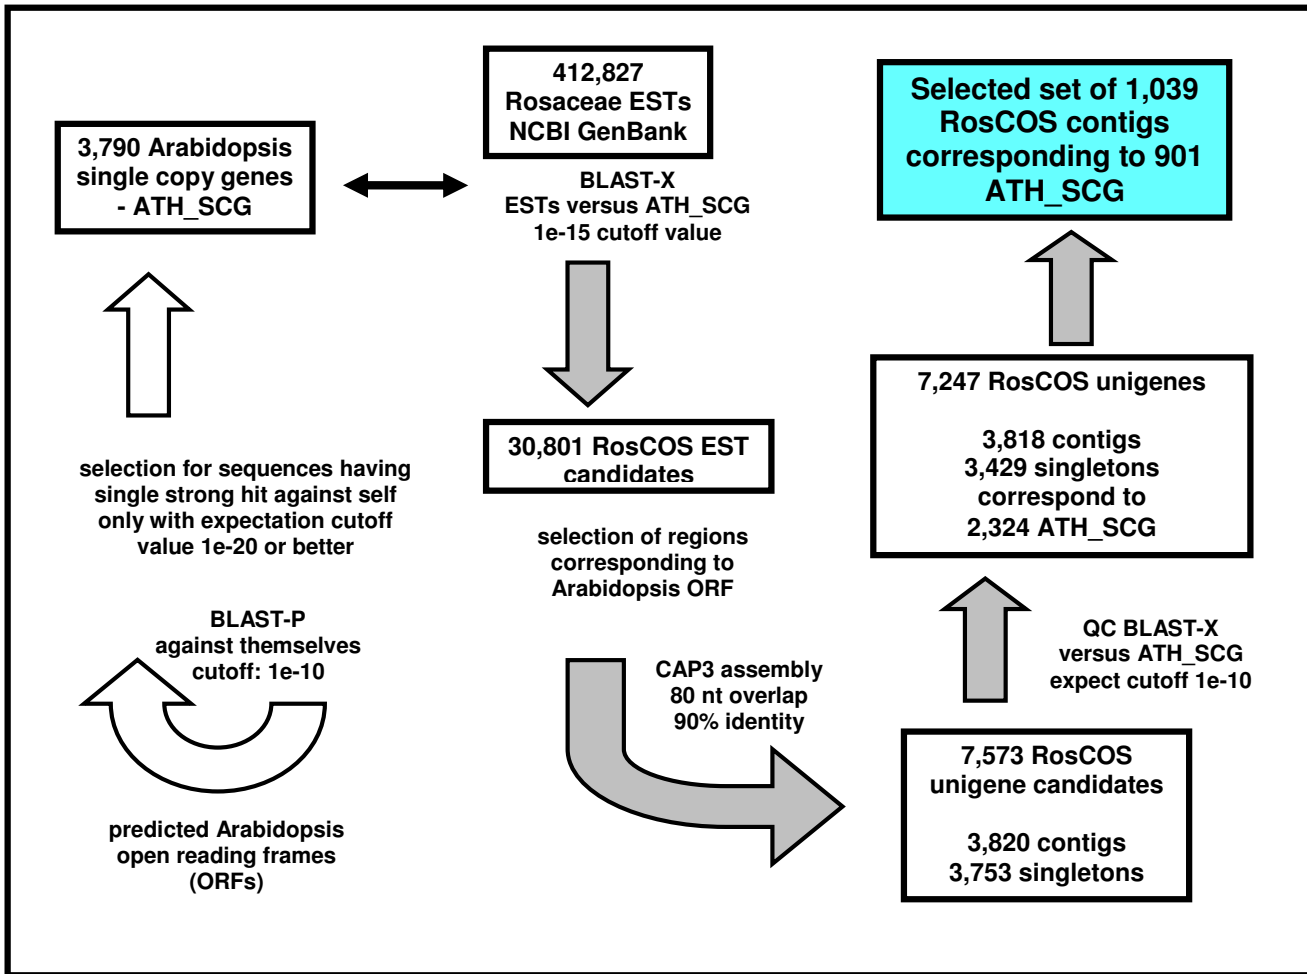 3,790 Arabidopsis
single copy genes
- ATH_SCG
selection for sequences having
single strong hit against self
only with expectation cutoff
value 1e-20 or better
BLAST-P
against themselves
cutoff: 1e-10
predicted Arabidopsis
open reading frames
(ORFs)
412,827
Rosaceae ESTs
NCBI GenBank
BLAST-X
ESTs versus ATH_SCG
1e-15 cutoff value
30,801 RosCOS EST
candidates
selection of regions
corresponding to
Arabidopsis ORF
CAP3 assembly
80 nt overlap
90% identity
Selected set of 1,039
RosCOS contigs
corresponding to 901
ATH_SCG
7,247 RosCOS unigenes
3,818 contigs
3,429 singletons
correspond to
2,324 ATH_SCG
QC BLAST-X
versus ATH_SCG
expect cutoff 1e-10
7,573 RosCOS
unigene candidates
3,820 contigs
3,753 singletons